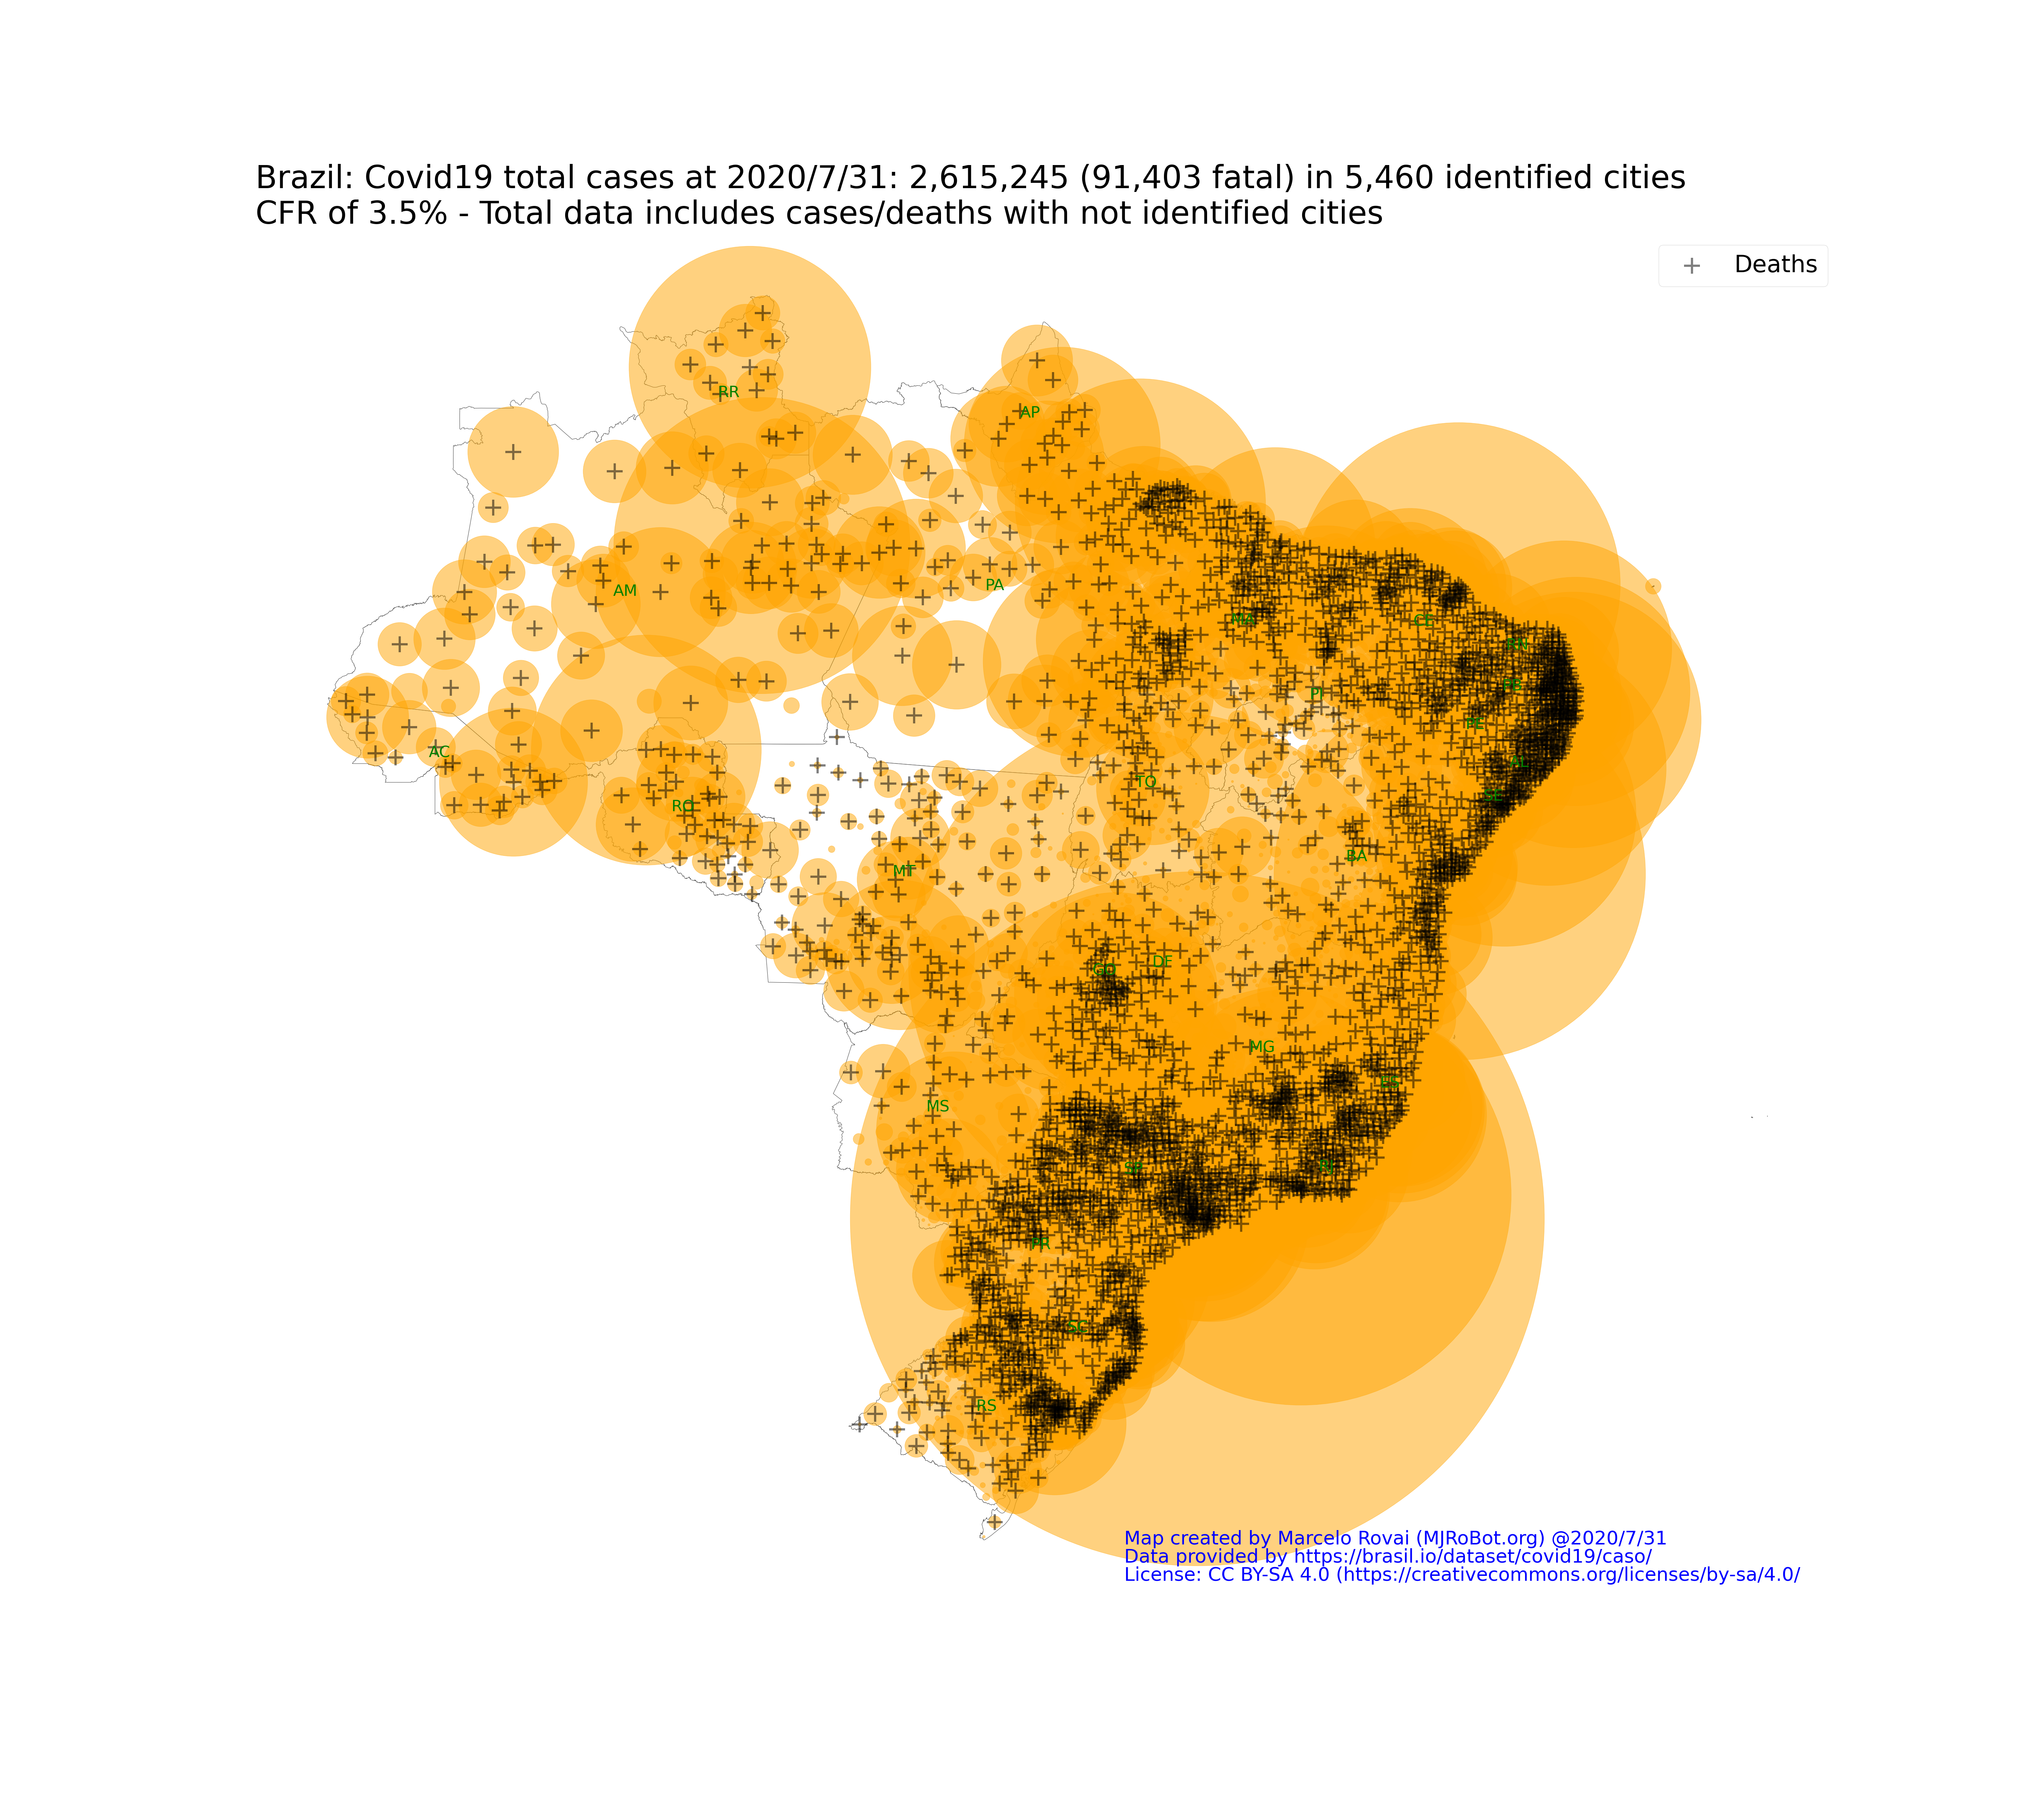 Brazil: Covid19 total cases at 2020/7/31: 2,615,245 (91,403 fatal) in 5,460 identified cities
CFR of 3.5% - Total data includes cases/deaths with not identified cities
Deaths
RR
AP
AM
PA
MA
CE
RN
PB
PI
PE
AC
AL
TO
SE
RO
BA
MT
DF
GO
MG
ES
MS
SP
RJ
PR
SC
RS
Map created by Marcelo Rovai (MJRoBot.org) @2020/7/31
Data provided by https://brasil.io/dataset/covid19/caso/
License: CC BY-SA 4.0 (https://creativecommons.org/licenses/by-sa/4.0/